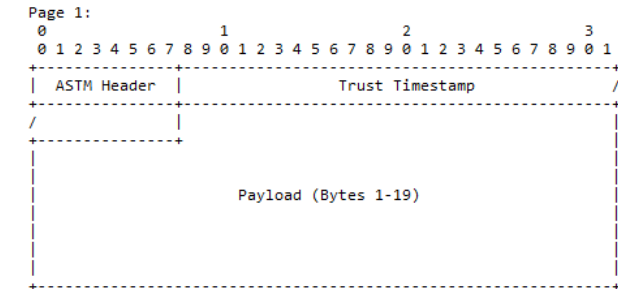 Page 1:
0 1 2 3
0 1 2 3 4 5 6 7 8 9 0 1 2 3 4 5 6 7 8 9 0 1 2 3 4 5 6 7 8 9 0 1
+---------------+-----------------------------------------------+
| ASTM Header | Trust Timestamp /
+---------------+-----------------------------------------------+
/ | |
+---------------+ |
| |
| |
| Payload (Bytes 1-19) |
| |
| |
| |
| |
+---------------------------------------------------------------+